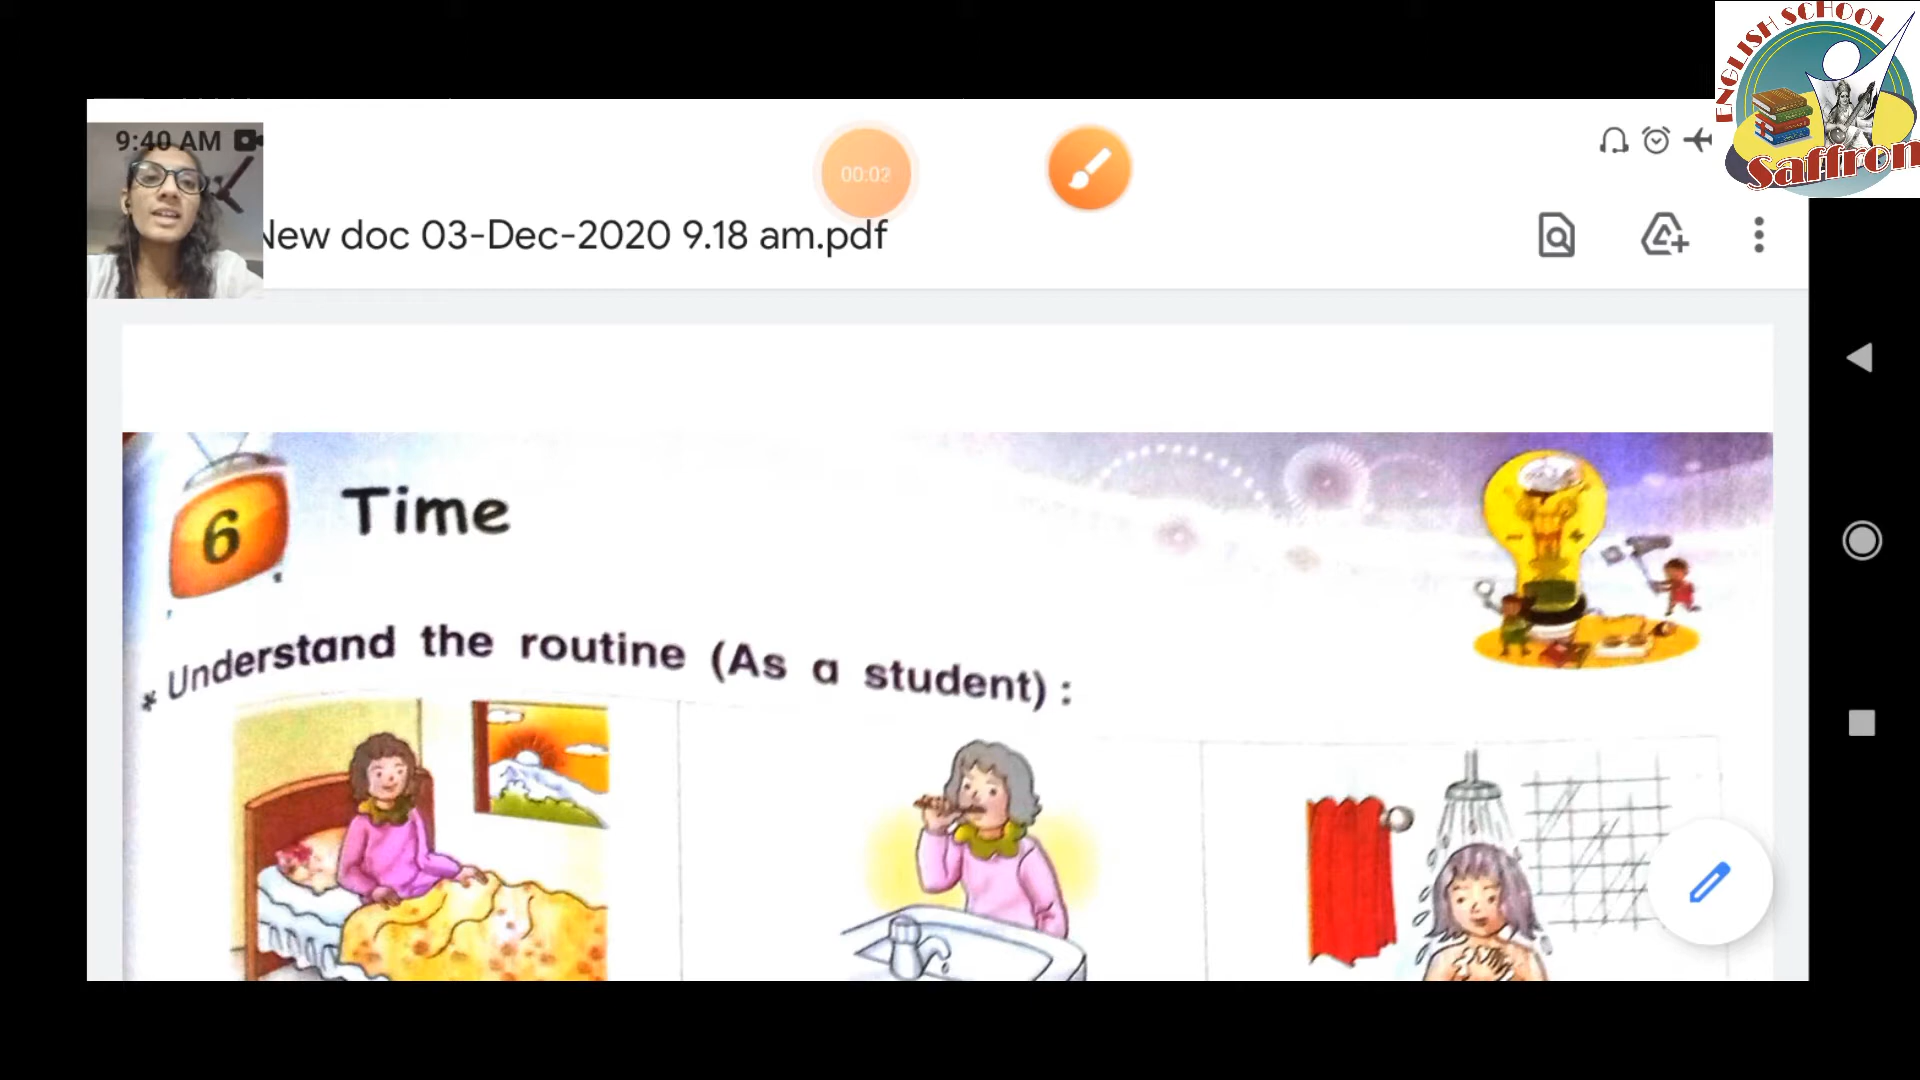 ENGLISH SCHOOL
Saffron
9:40 AM
00:02
New doc 03-Dec-2020 9.18 am.pdf
6
Time
* Understand the routine (As a student) :